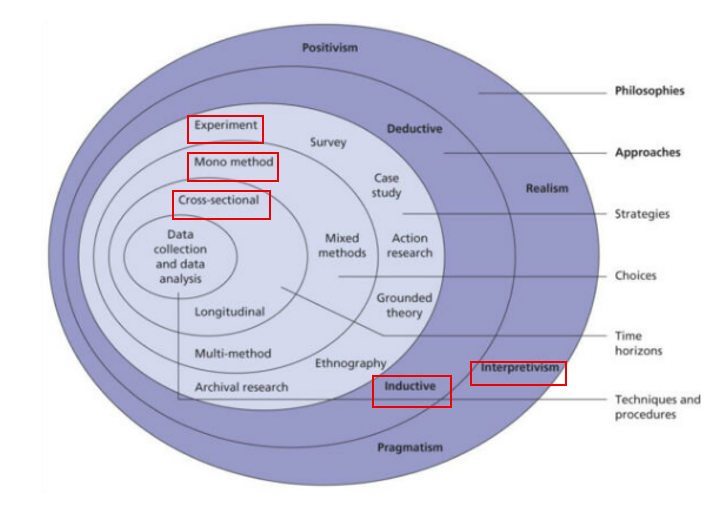 Positivism
Philosophies
Experiment
Deductive
Survey
Approaches
Mono method
Case
study
Realism
Cross-sectional
Strategies
Data
collection
and data
analysis
Mixed
methods
Action
research
Choices
Grounded
theory
Longitudinal
Time
horizons
Multi-method
Ethnography
Interpretivism
Archival research
Inductive
Techniques and
procedures
Pragmatism